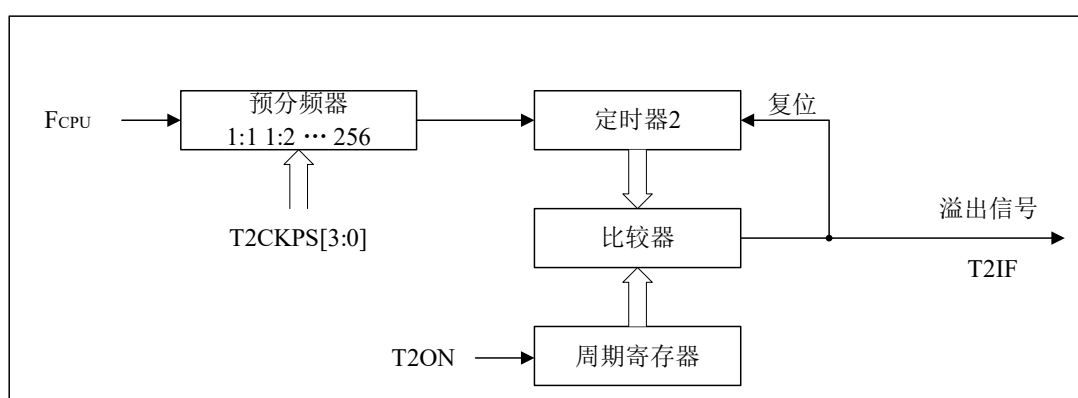 FCPU
预分频器
1:1 1:2 ··· 256
T2CKPS[3:0]
定时器2
复位
比较器
溢出信号
T2IF
T2ON
周期寄存器